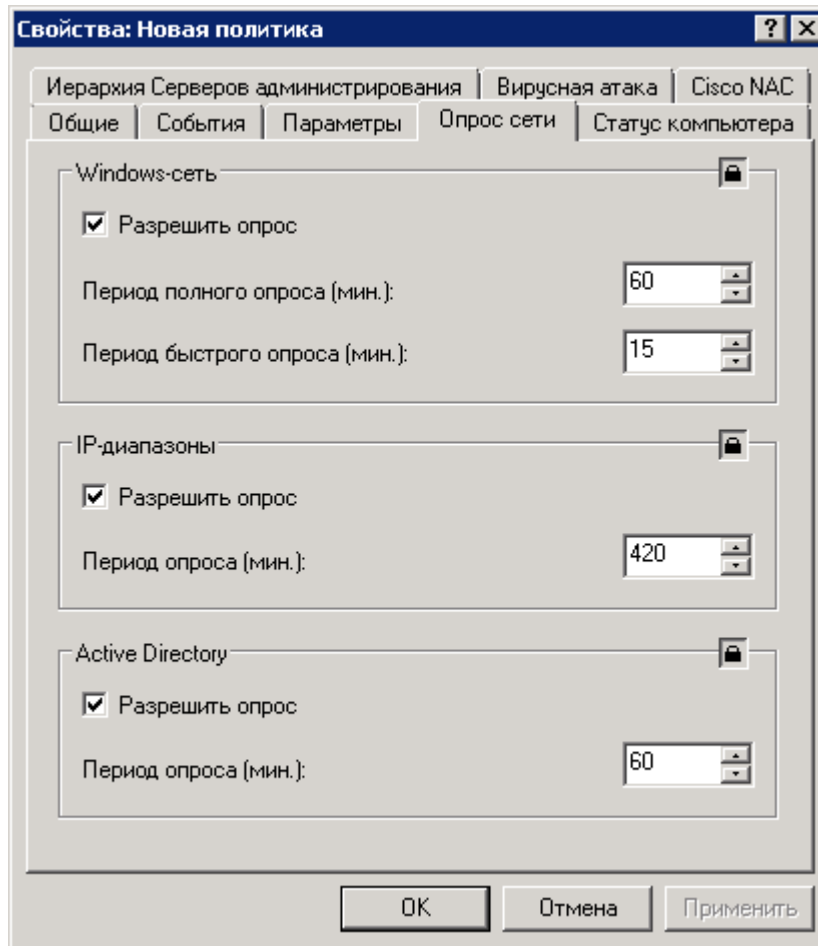 Свойства: Новая политика
Иерархия Серверов администрирования
Вирусная атака
Cisco NAC
Общие
События
Параметры
Опрос сети
Статус компьютера
Windows-сеть
Разрешить опрос
Период полного опроса (мин.): 60
Период быстрого опроса (мин.): 15
IP-диапазоны
Разрешить опрос
Период опроса (мин.): 420
Active Directory
Разрешить опрос
Период опроса (мин.): 60
OK
Отмена
Применить